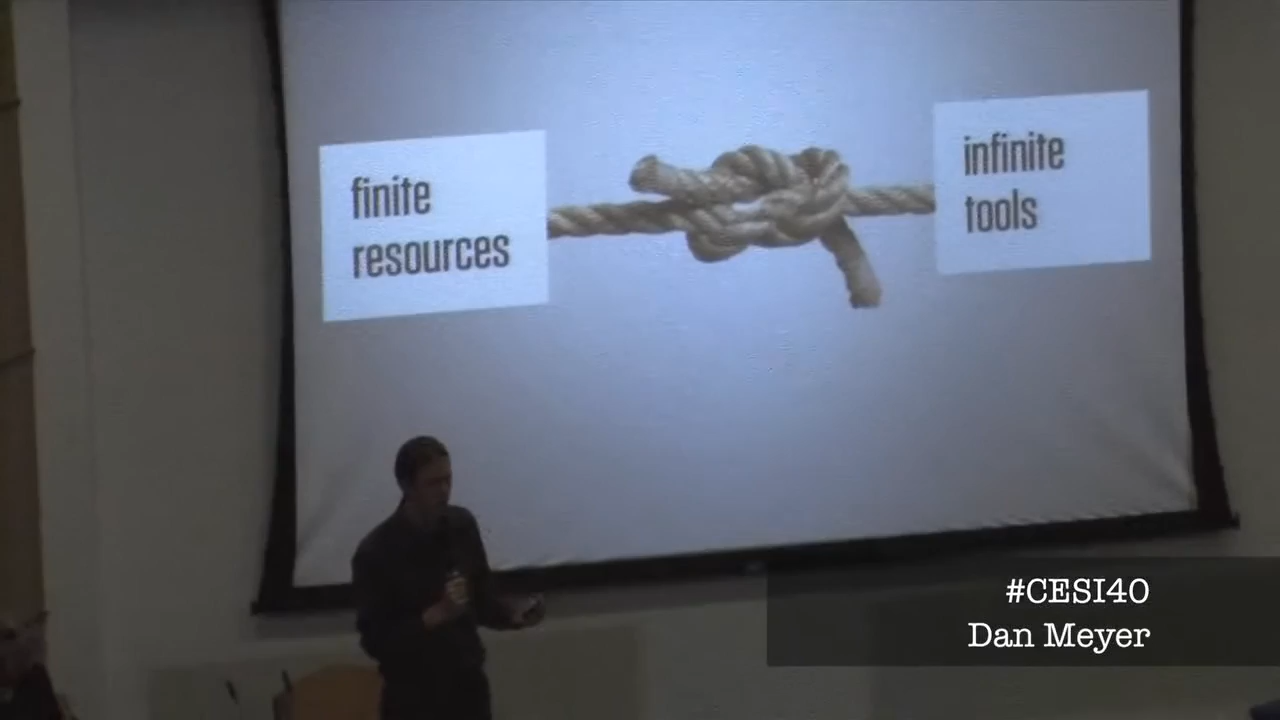 finite
resources
infinite
tools
#CESI40
Dan Meyer